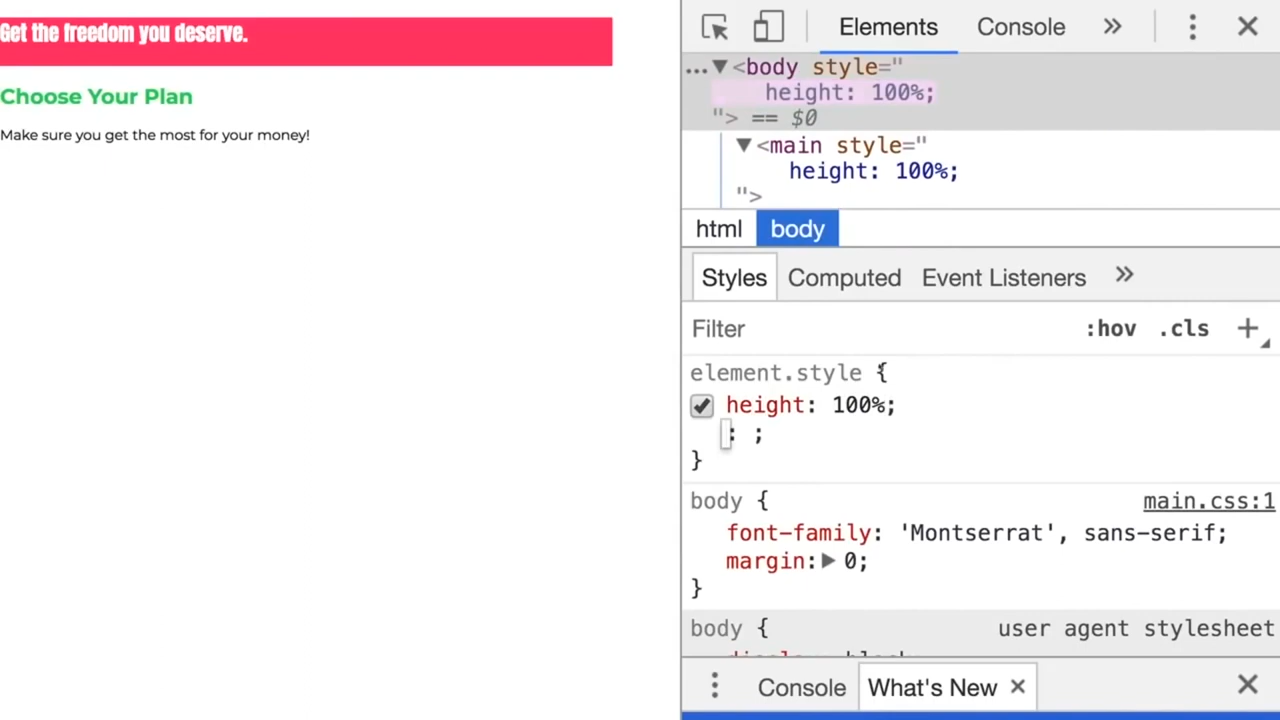 Get the freedom you deserve.
Choose Your Plan
Make sure you get the most for your money!
Elements Console »
... ▼ <body style="
height: 100%;
"> == $0
▼ <main style="
height: 100%;
">
html body
Styles Computed Event Listeners »
Filter :hov .cls +
element.style {
height: 100%;
: ;
}
body { main.css:1
font-family: 'Montserrat', sans-serif;
margin:▶ 0;
}
body { user agent stylesheet
Console What's New ×